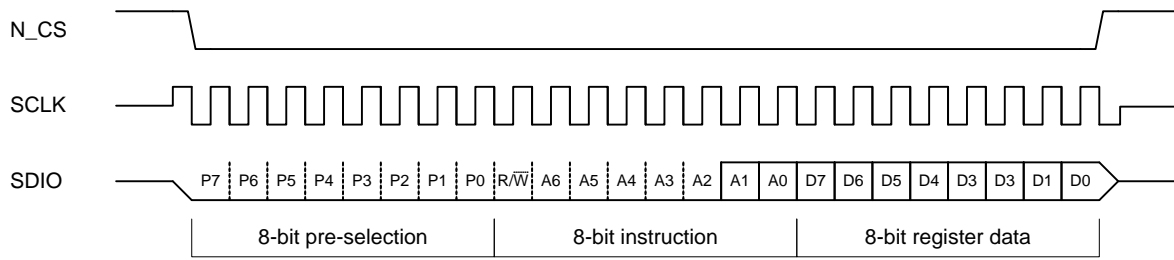 N_CS
SCLK
SDIO P7 P6 P5 P4 P3 P2 P1 P0 R/W̅ A6 A5 A4 A3 A2 A1 A0 D7 D6 D5 D4 D3 D3 D1 D0
8-bit pre-selection 8-bit instruction 8-bit register data